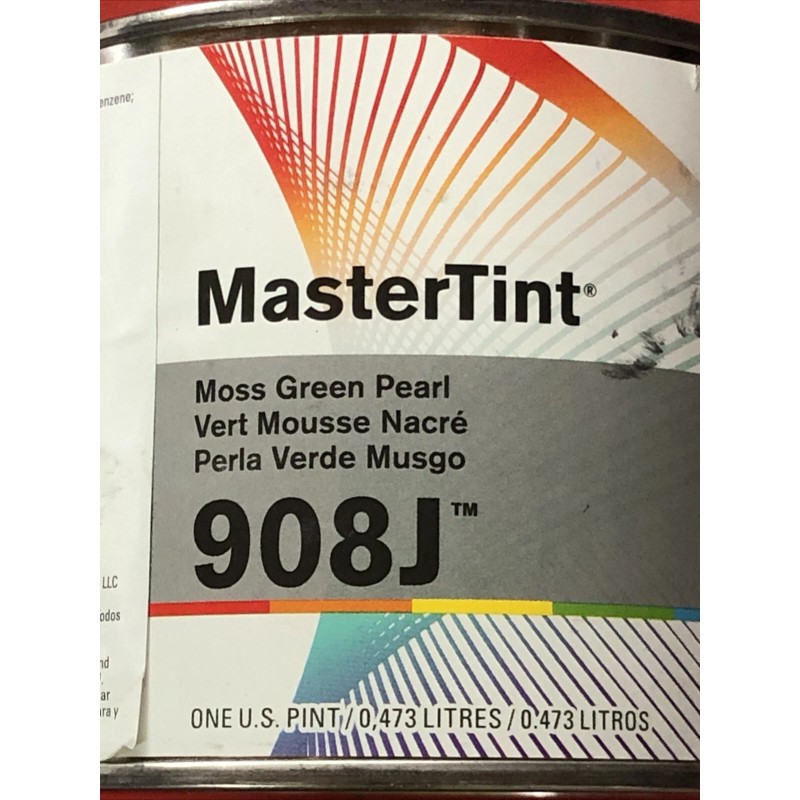 enzene;
MasterTint®
Moss Green Pearl
Vert Mousse Nacré
Perla Verde Musgo
908J™
LLC
odos
nd
ar
ara y
ONE U.S. PINT / 0,473 LITRES / 0.473 LITROS